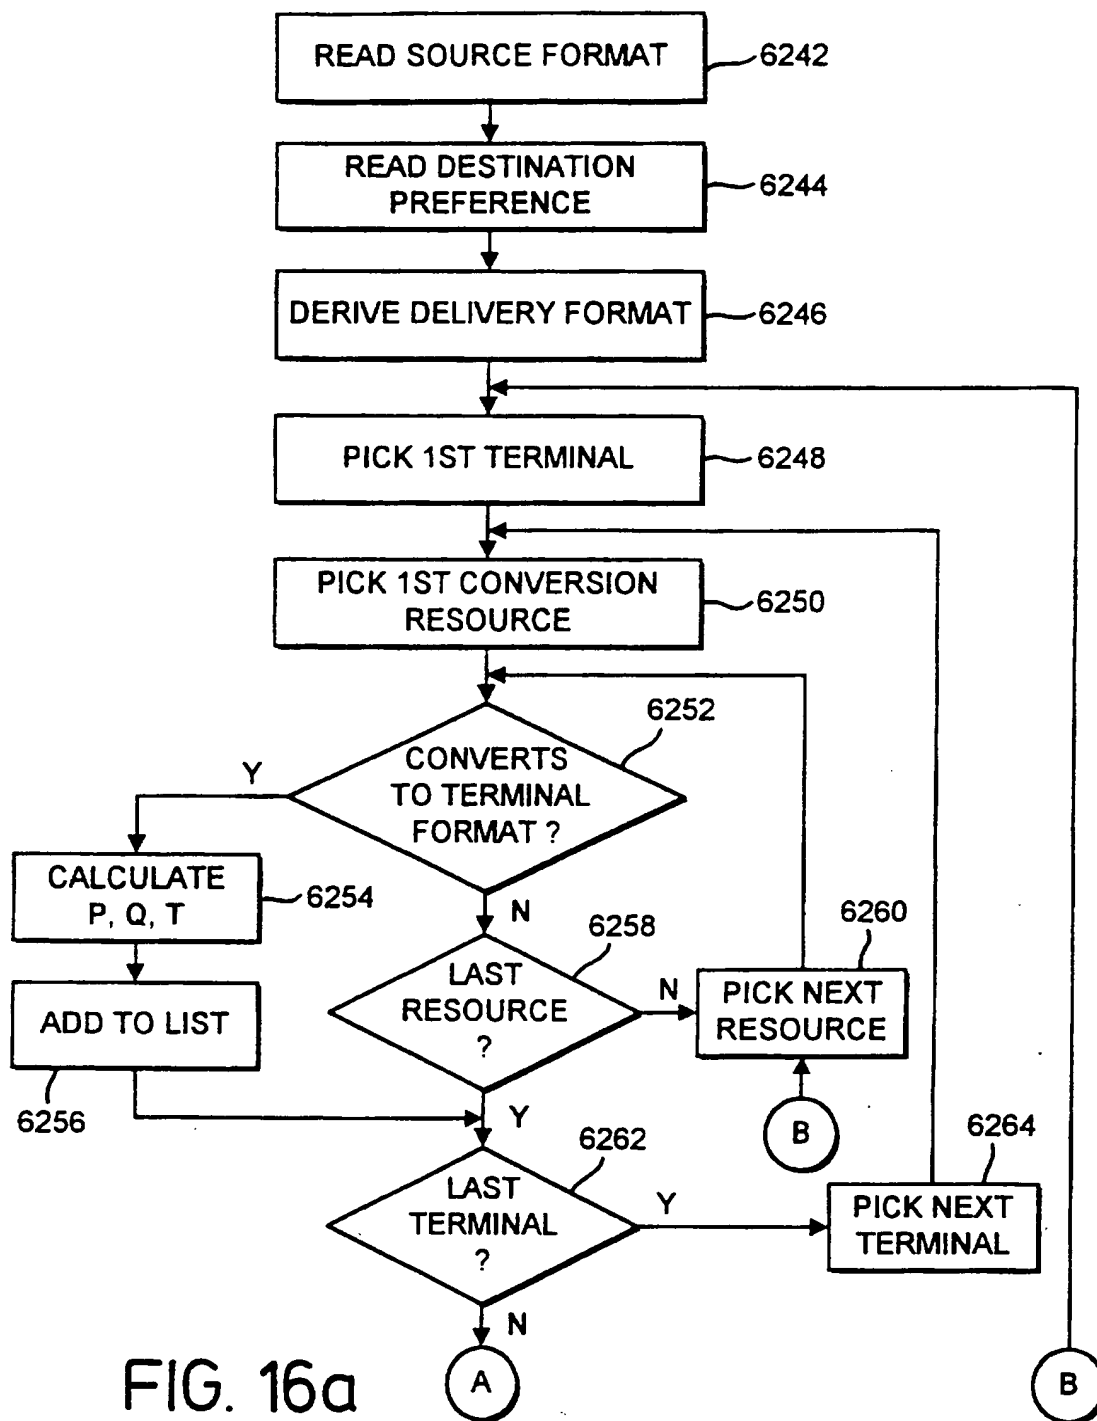 READ SOURCE FORMAT
6242
READ DESTINATION
PREFERENCE
6244
DERIVE DELIVERY FORMAT
6246
PICK 1ST TERMINAL
6248
PICK 1ST CONVERSION
RESOURCE
6250
6252
CONVERTS
TO TERMINAL
FORMAT ?
Y
N
CALCULATE
P, Q, T
6254
ADD TO LIST
6256
6258
LAST
RESOURCE
?
N
Y
6260
PICK NEXT
RESOURCE
B
6262
LAST
TERMINAL
?
Y
N
6264
PICK NEXT
TERMINAL
A
B
FIG. 16a